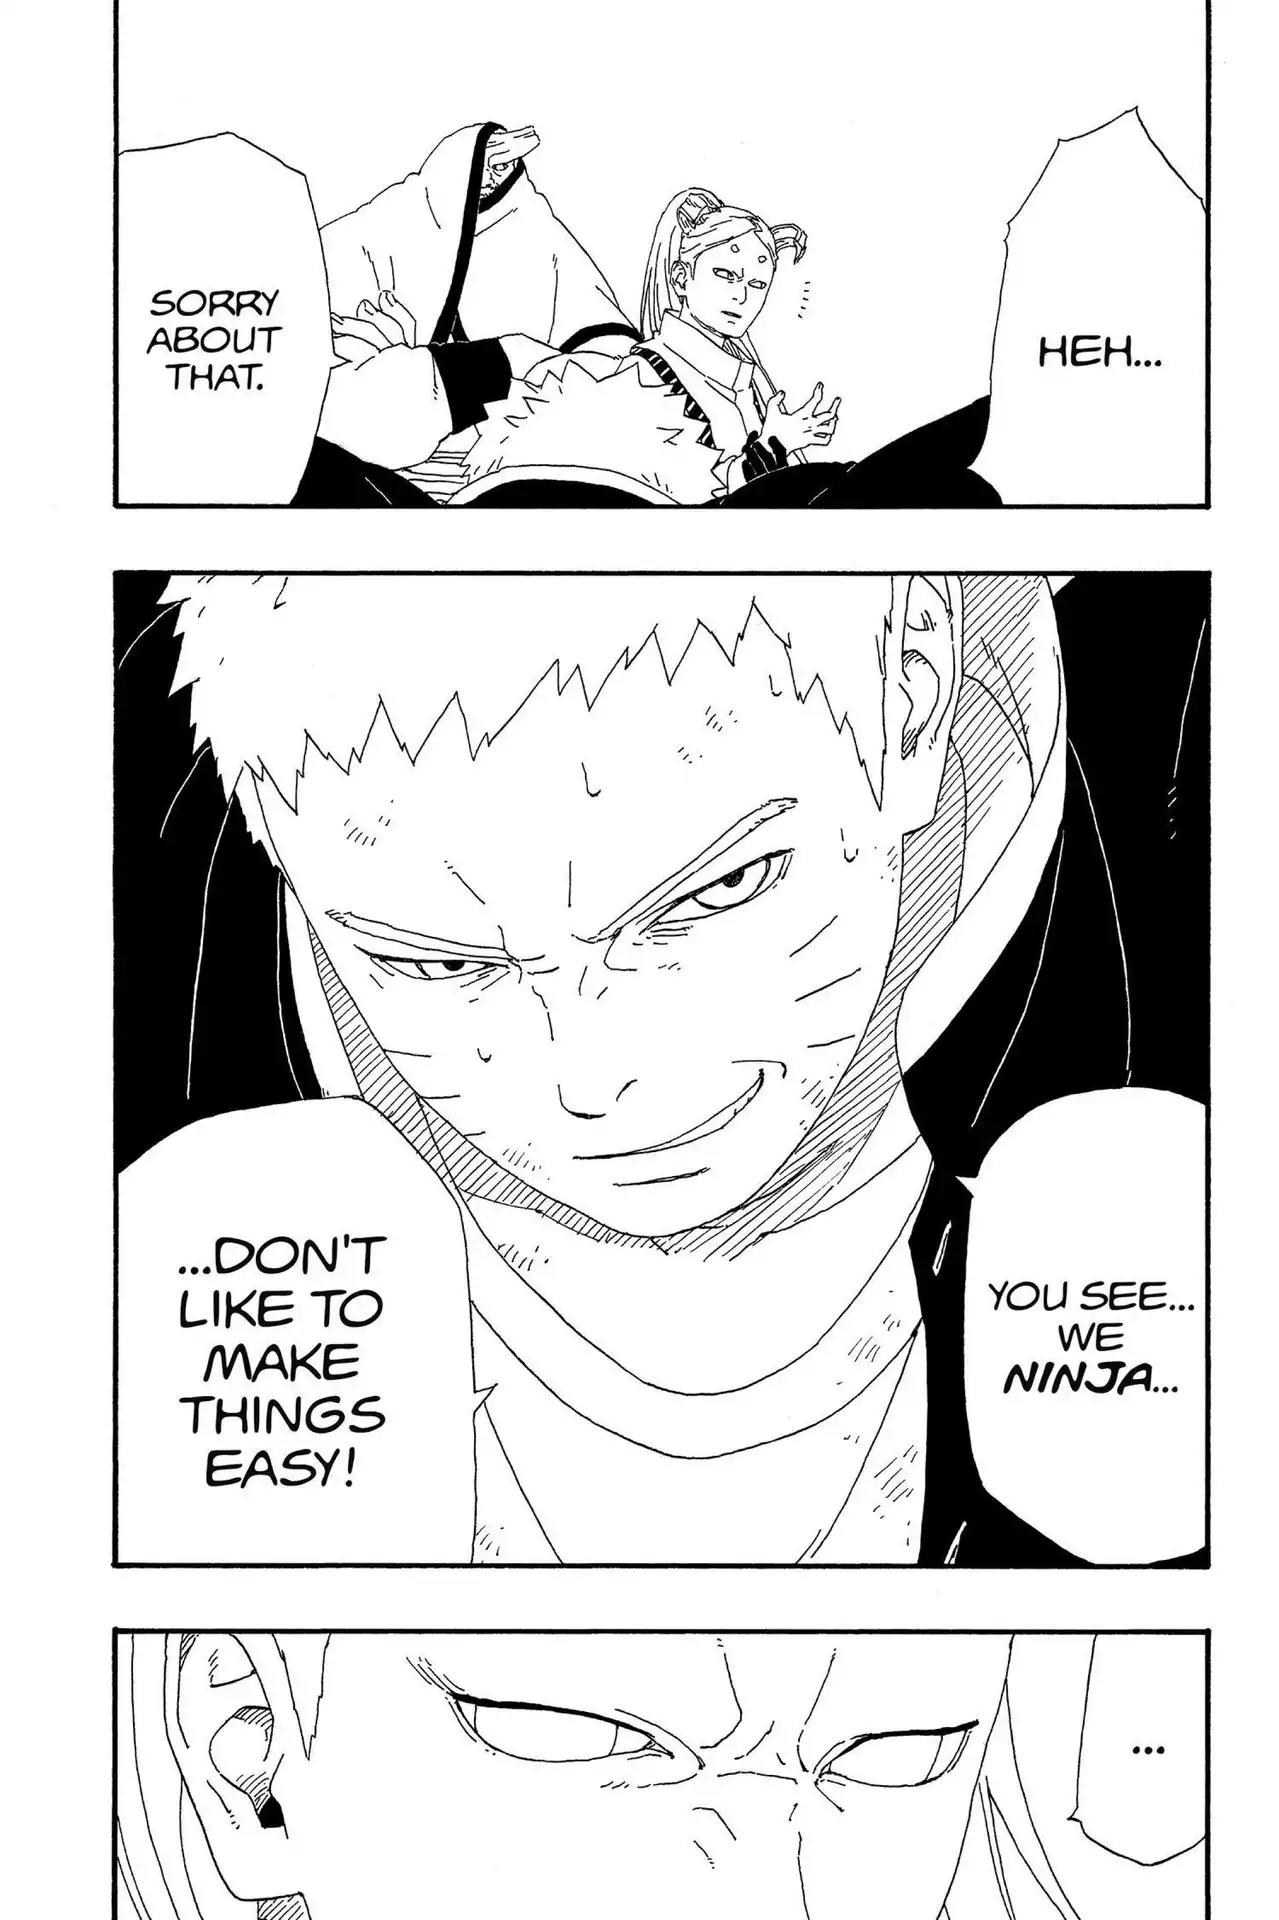 HEH...
SORRY
ABOUT
THAT.
YOU SEE...
WE
NINJA...
...DON'T
LIKE TO
MAKE
THINGS
EASY!
...